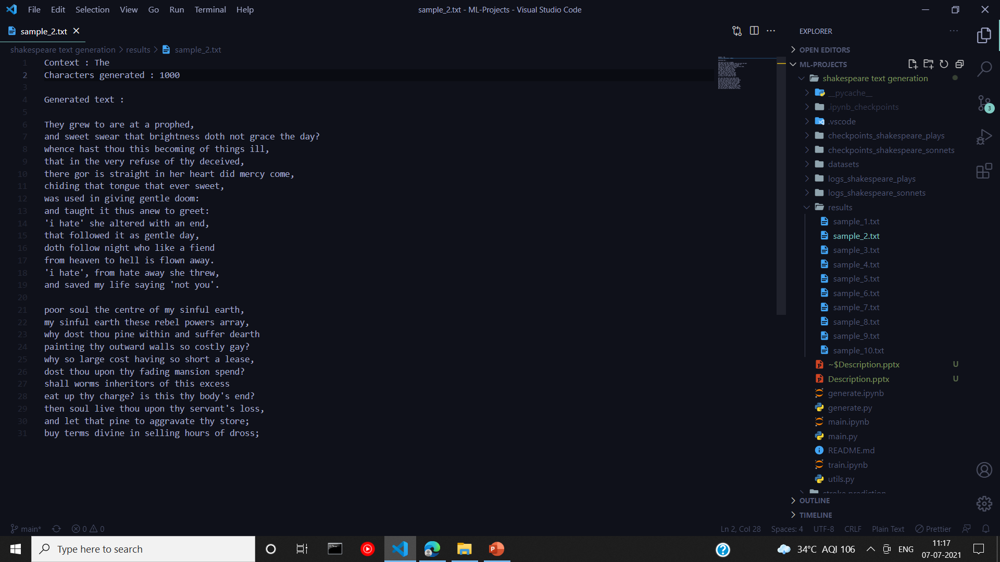 File Edit Selection View Go Run Terminal Help
sample_2.txt - ML-Projects - Visual Studio Code
sample_2.txt
shakespeare text generation > results > sample_2.txt
1 Context : The
2 Characters generated : 1000
3
4 Generated text :
5
6 They grew to are at a prophed,
7 and sweet swear that brightness doth not grace the day?
8 whence hast thou this becoming of things ill,
9 that in the very refuse of thy deceived,
10 there gor is straight in her heart did mercy come,
11 chiding that tongue that ever sweet,
12 was used in giving gentle doom:
13 and taught it thus anew to greet:
14 'i hate' she altered with an end,
15 that followed it as gentle day,
16 doth follow night who like a fiend
17 from heaven to hell is flown away.
18 'i hate', from hate away she threw,
19 and saved my life saying 'not you'.
20
21 poor soul the centre of my sinful earth,
22 my sinful earth these rebel powers array,
23 why dost thou pine within and suffer dearth
24 painting thy outward walls so costly gay?
25 why so large cost having so short a lease,
26 dost thou upon thy fading mansion spend?
27 shall worms inheritors of this excess
28 eat up thy charge? is this thy body's end?
29 then soul live thou upon thy servant's loss,
30 and let that pine to aggravate thy store;
31 buy terms divine in selling hours of dross;
EXPLORER
OPEN EDITORS
ML-PROJECTS
shakespeare text generation
__pycache__
.ipynb_checkpoints
.vscode
checkpoints_shakespeare_plays
checkpoints_shakespeare_sonnets
datasets
logs_shakespeare_plays
logs_shakespeare_sonnets
results
sample_1.txt
sample_2.txt
sample_3.txt
sample_4.txt
sample_5.txt
sample_6.txt
sample_7.txt
sample_8.txt
sample_9.txt
sample_10.txt
~$Description.pptx U
Description.pptx U
generate.ipynb
generate.py
main.ipynb
main.py
README.md
train.ipynb
utils.py
stroke prediction
OUTLINE
TIMELINE
3
main* 0 0
Ln 2, Col 28 Spaces: 4 UTF-8 CRLF Plain Text Prettier
Type here to search
34°C AQI 106 ENG
11:17
07-07-2021